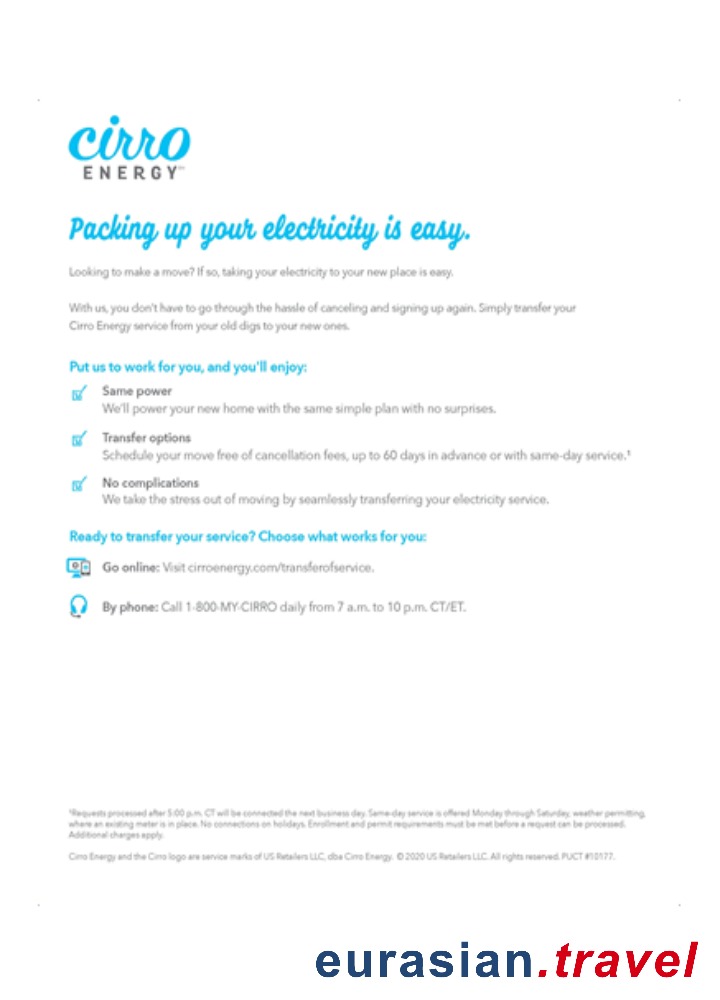 cirro
ENERGY℠
Packing up your electricity is easy.
Looking to make a move? If so, taking your electricity to your new place is easy.
With us, you don't have to go through the hassle of canceling and signing up again. Simply transfer your
Cirro Energy service from your old digs to your new ones.
Put us to work for you, and you'll enjoy:
Same power
We'll power your new home with the same simple plan with no surprises.
Transfer options
Schedule your move free of cancellation fees, up to 60 days in advance or with same-day service.¹
No complications
We take the stress out of moving by seamlessly transferring your electricity service.
Ready to transfer your service? Choose what works for you:
Go online: Visit cirroenergy.com/transferofservice.
By phone: Call 1-800-MY-CIRRO daily from 7 a.m. to 10 p.m. CT/ET.
¹Requests processed after 5:00 p.m. CT will be connected the next business day. Same-day service is offered Monday through Saturday, weather permitting,
where an existing meter is in place. No connections on holidays. Enrollment and permit requirements must be met before a request can be processed.
Additional charges apply.
Cirro Energy and the Cirro logo are service marks of US Retailers LLC, dba Cirro Energy. © 2020 US Retailers LLC. All rights reserved. PUCT #10177.
eurasian.travel